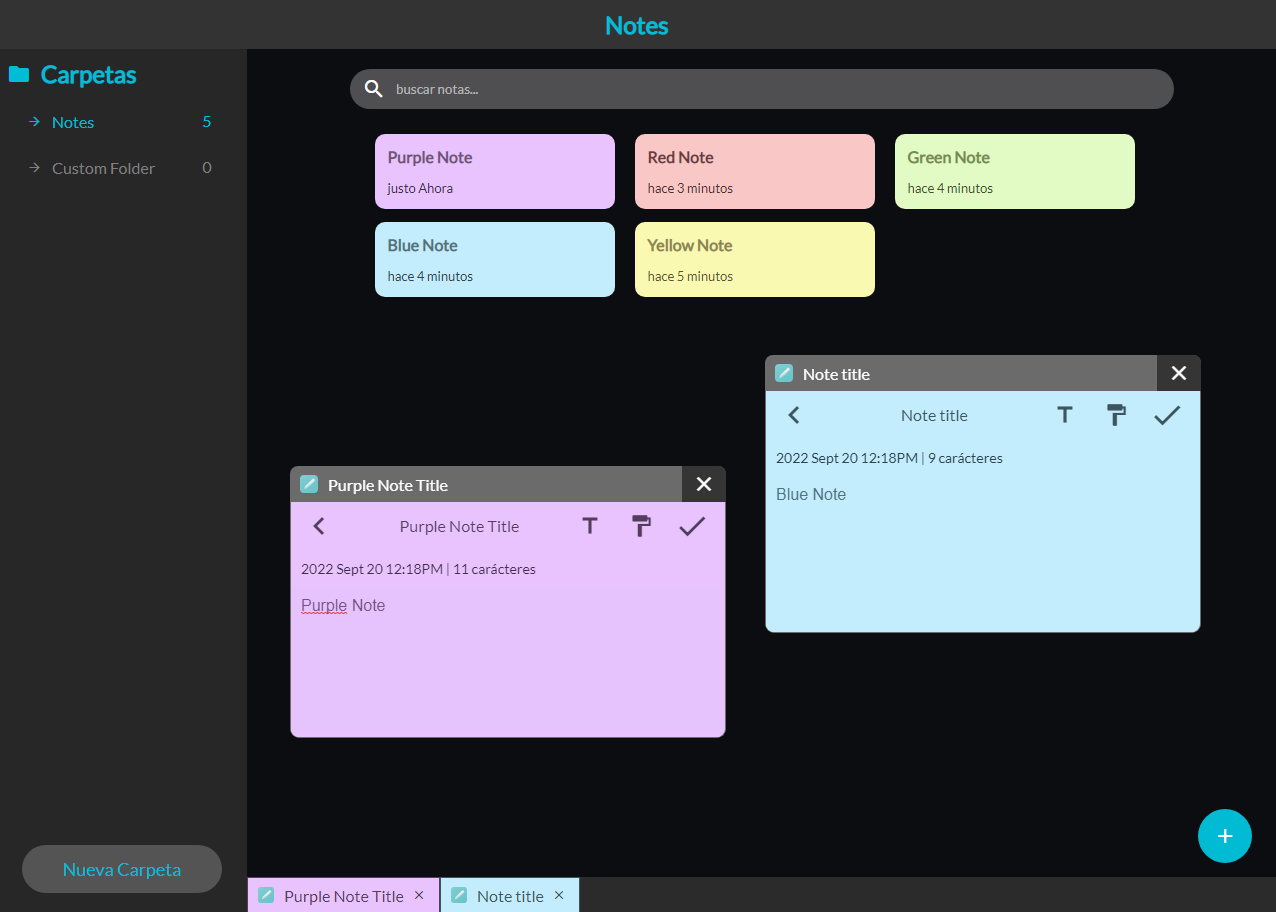 Notes
Carpetas
Notes 5
Custom Folder 0
Nueva Carpeta
buscar notas...
Purple Note
justo Ahora
Red Note
hace 3 minutos
Green Note
hace 4 minutos
Blue Note
hace 4 minutos
Yellow Note
hace 5 minutos
Note title
Note title
2022 Sept 20 12:18PM | 9 carácteres
Blue Note
Purple Note Title
Purple Note Title
2022 Sept 20 12:18PM | 11 carácteres
Purple Note
Purple Note Title
Note title